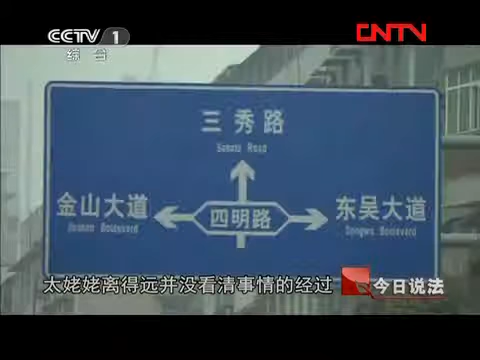 CCTV 1
综合
CNTV
三秀路
Sanxiu Road
金山大道
Jinshan Boulevard
四明路
东吴大道
Dongwu Boulevard
太姥姥离得远并没看清事情的经过
今日说法